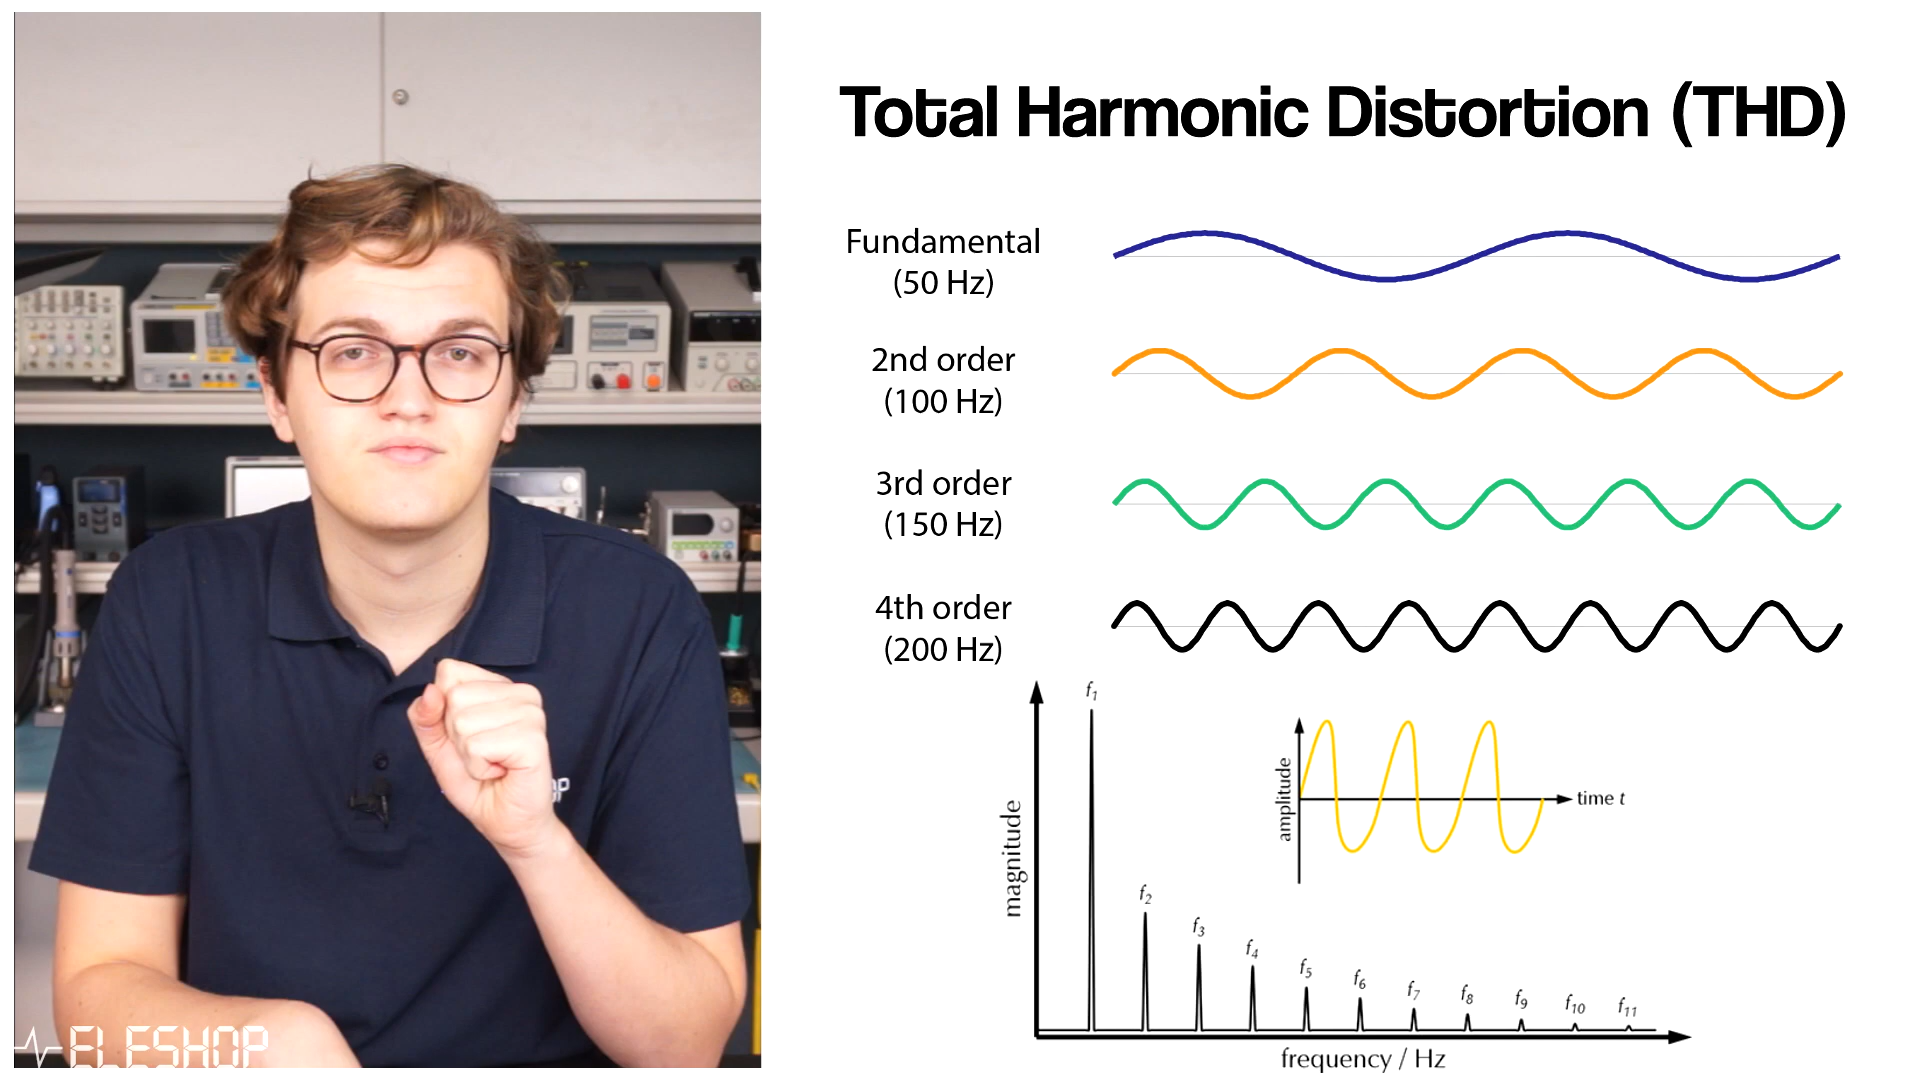 Total Harmonic Distortion (THD)
Fundamental
(50 Hz)
2nd order
(100 Hz)
3rd order
(150 Hz)
4th order
(200 Hz)
magnitude
f1
f2
f3
f4
f5
f6
f7
f8
f9
f10
f11
frequency / Hz
amplitude
time t
ELESHOP